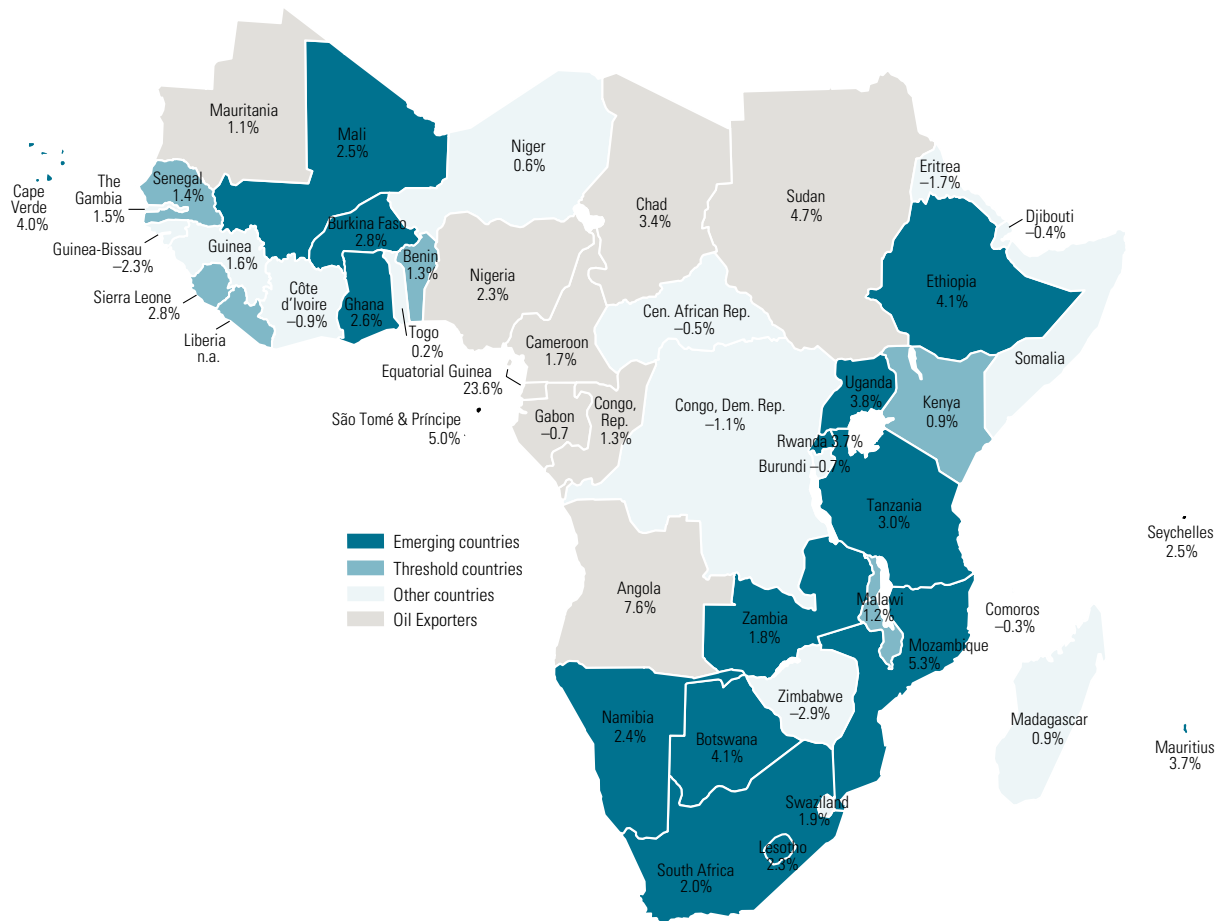 Mauritania
1.1%
Mali
2.5%
Niger
0.6%
Chad
3.4%
Sudan
4.7%
Eritrea
–1.7%
Djibouti
–0.4%
Cape
Verde
4.0%
The
Gambia
1.5%
Senegal
1.4%
Guinea-Bissau
–2.3%
Guinea
1.6%
Sierra Leone
2.8%
Liberia
n.a.
Côte
d'Ivoire
–0.9%
Burkina Faso
2.8%
Ghana
2.6%
Benin
1.3%
Togo
0.2%
Nigeria
2.3%
Cameroon
1.7%
Cen. African Rep.
–0.5%
Ethiopia
4.1%
Somalia
Equatorial Guinea
23.6%
São Tomé & Príncipe
5.0%
Gabon
–0.7
Congo,
Rep.
1.3%
Congo, Dem. Rep.
–1.1%
Uganda
3.8%
Kenya
0.9%
Rwanda 3.7%
Burundi –0.7%
Tanzania
3.0%
Seychelles
2.5%
Emerging countries
Threshold countries
Other countries
Oil Exporters
Angola
7.6%
Zambia
1.8%
Malawi
1.2%
Comoros
–0.3%
Mozambique
5.3%
Zimbabwe
–2.9%
Madagascar
0.9%
Mauritius
3.7%
Namibia
2.4%
Botswana
4.1%
Swaziland
1.9%
Lesotho
2.3%
South Africa
2.0%